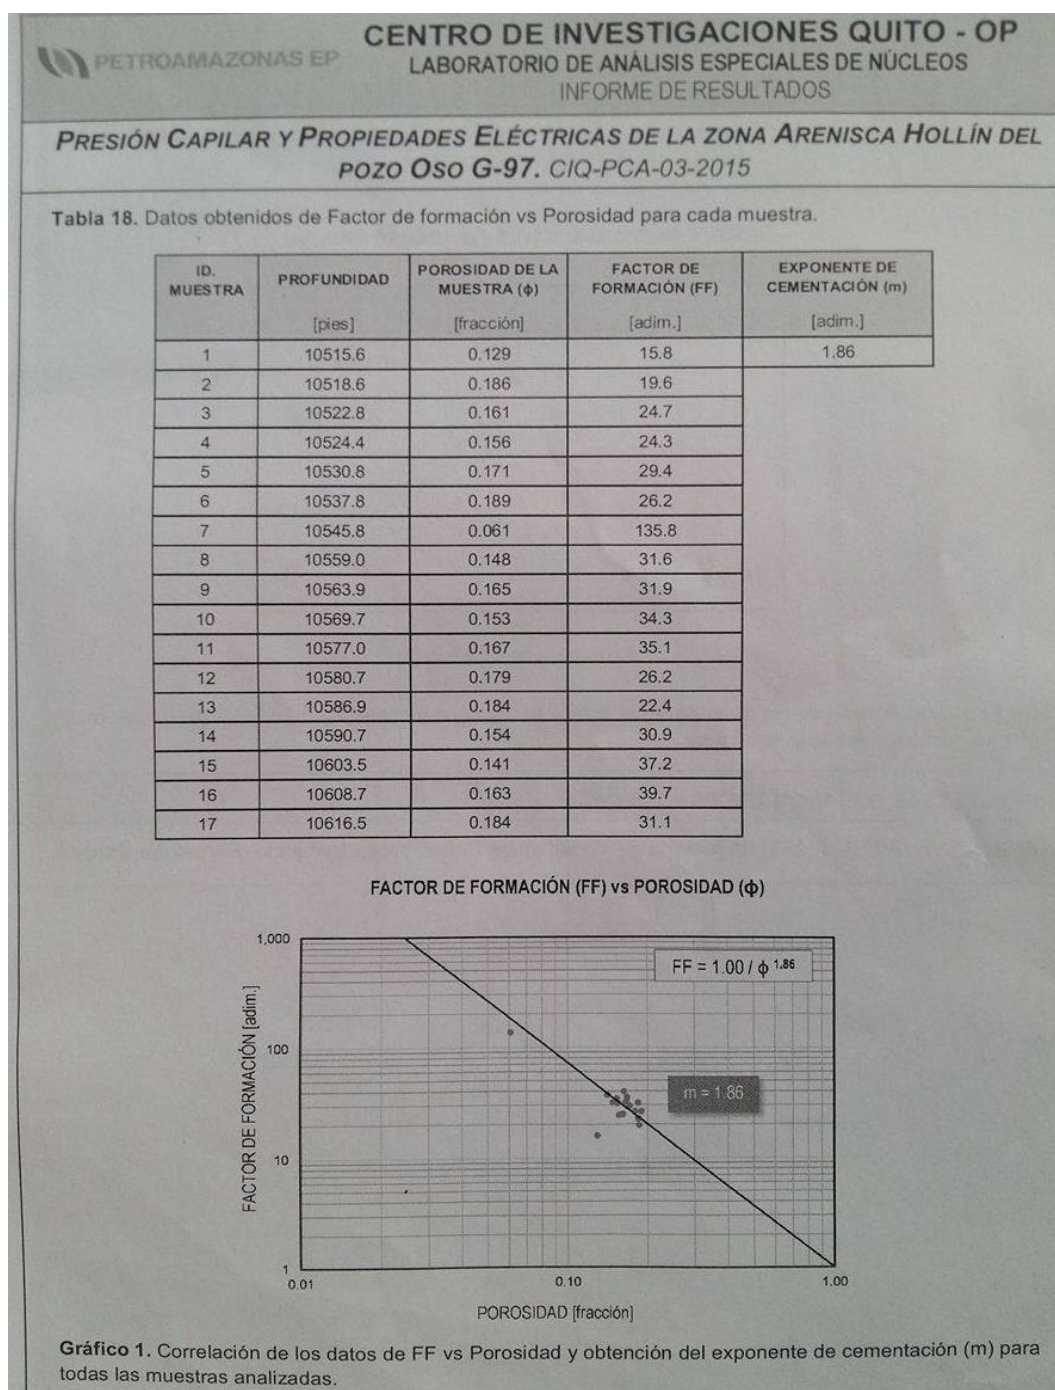 PETROAMAZONAS EP
CENTRO DE INVESTIGACIONES QUITO - OP
LABORATORIO DE ANÁLISIS ESPECIALES DE NÚCLEOS
INFORME DE RESULTADOS
PRESIÓN CAPILAR Y PROPIEDADES ELÉCTRICAS DE LA ZONA ARENISCA HOLLÍN DEL
POZO OSO G-97. CIQ-PCA-03-2015
Tabla 18. Datos obtenidos de Factor de formación vs Porosidad para cada muestra.
ID. MUESTRA PROFUNDIDAD POROSIDAD DE LA MUESTRA (ϕ) FACTOR DE FORMACIÓN (FF) EXPONENTE DE CEMENTACIÓN (m)
[pies] [fracción] [adim.] [adim.]
1 10515.6 0.129 15.8 1.86
2 10518.6 0.186 19.6
3 10522.8 0.161 24.7
4 10524.4 0.156 24.3
5 10530.8 0.171 29.4
6 10537.8 0.189 26.2
7 10545.8 0.061 135.8
8 10559.0 0.148 31.6
9 10563.9 0.165 31.9
10 10569.7 0.153 34.3
11 10577.0 0.167 35.1
12 10580.7 0.179 26.2
13 10586.9 0.184 22.4
14 10590.7 0.154 30.9
15 10603.5 0.141 37.2
16 10608.7 0.163 39.7
17 10616.5 0.184 31.1
FACTOR DE FORMACIÓN (FF) vs POROSIDAD (ϕ)
1,000
FF = 1.00 / ϕ 1.86
FACTOR DE FORMACIÓN [adim.]
100
m = 1.86
10
1
0.01 0.10 1.00
POROSIDAD [fracción]
Gráfico 1. Correlación de los datos de FF vs Porosidad y obtención del exponente de cementación (m) para
todas las muestras analizadas.